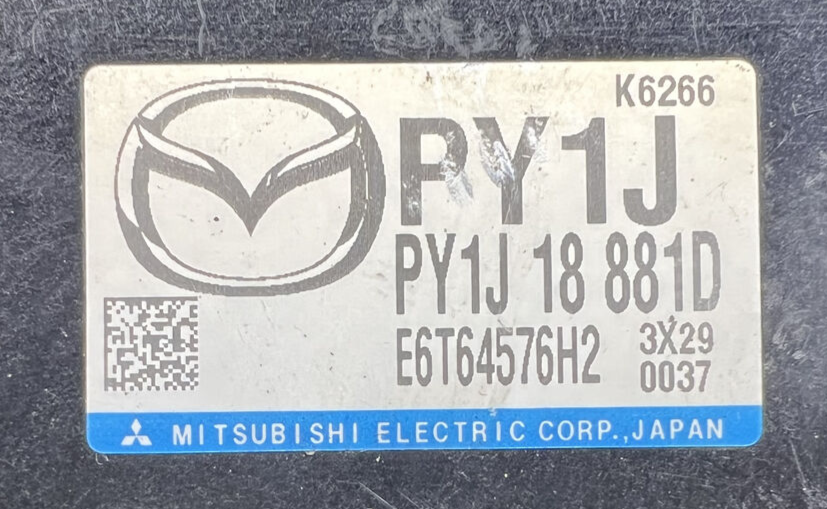 K6266
PY1J
PY1J 18 881D
E6T64576H2
3X29
0037
MITSUBISHI ELECTRIC CORP.,JAPAN